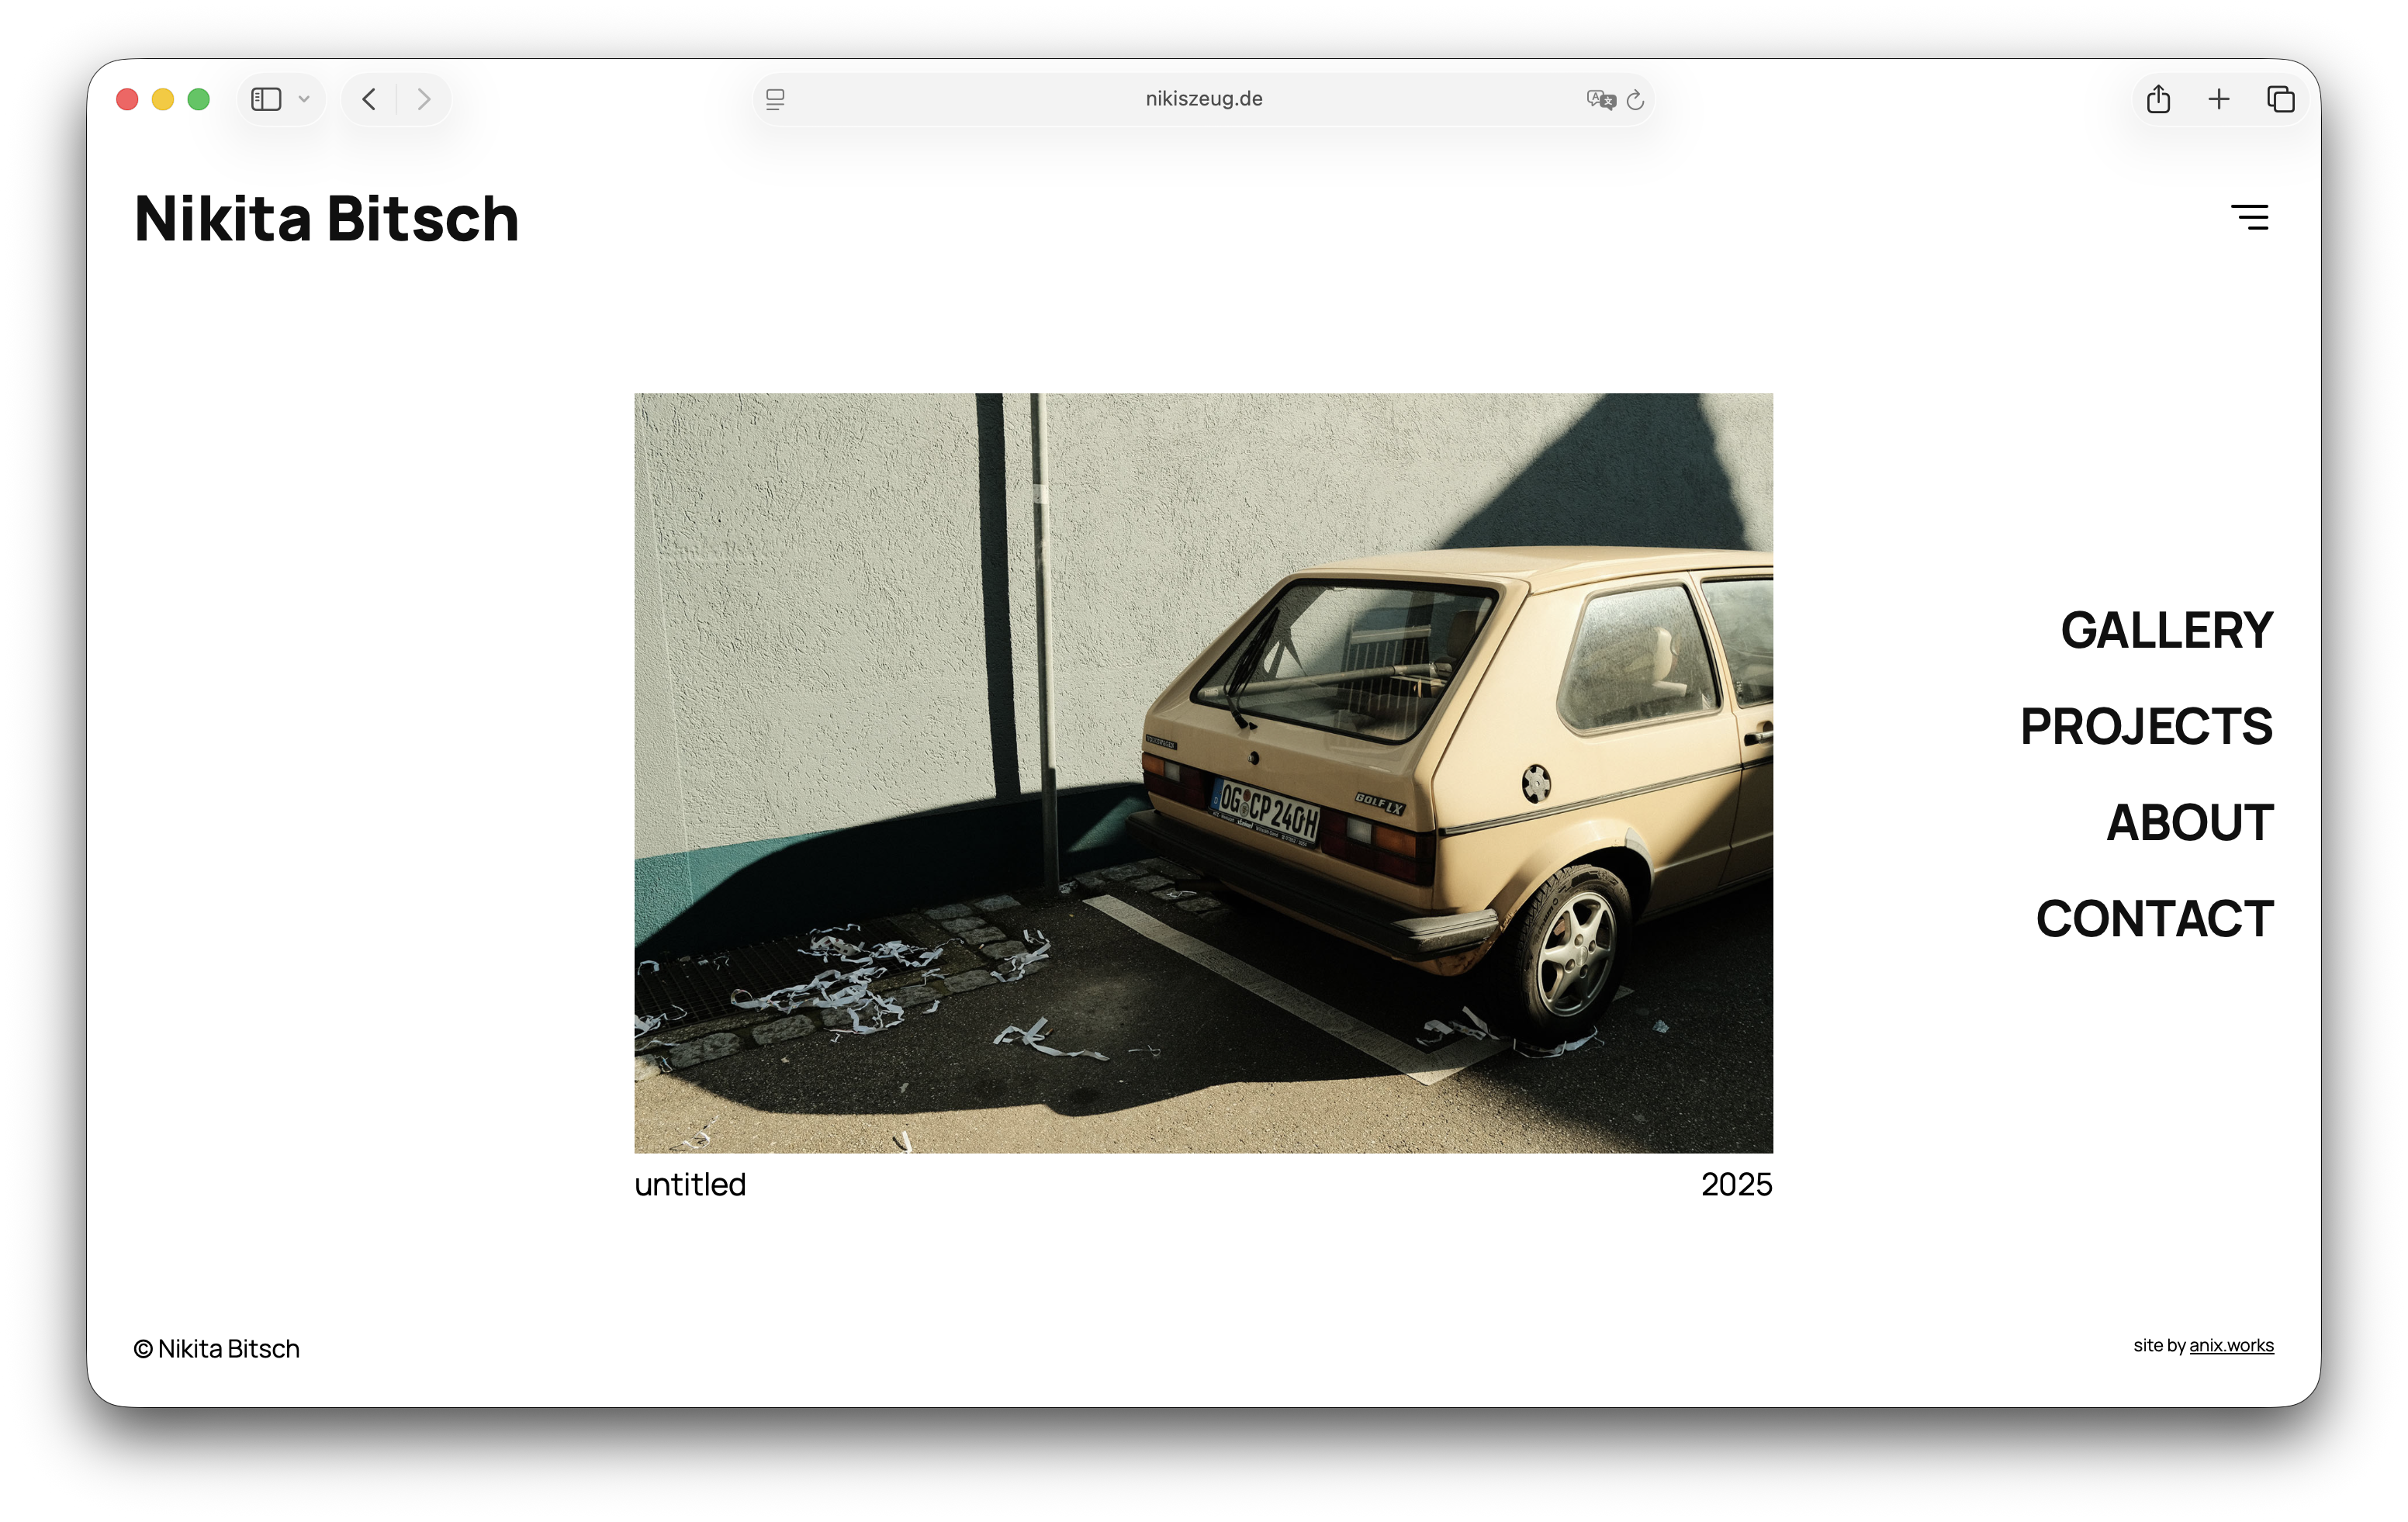 nikiszeug.de
Nikita Bitsch
GALLERY
PROJECTS
ABOUT
CONTACT
OG CP 240H
GOLF LX
untitled
2025
© Nikita Bitsch
site by anix.works